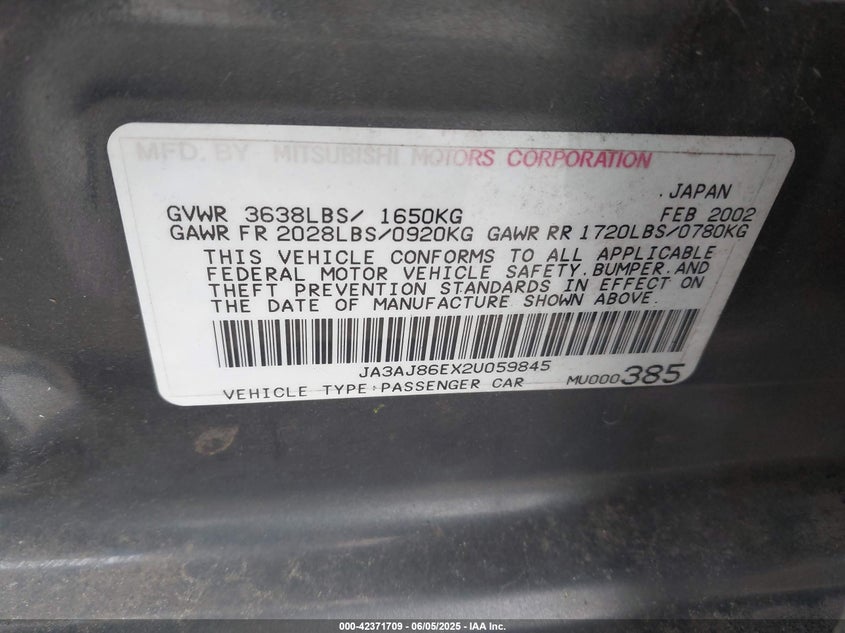 MFD. BY MITSUBISHI MOTORS CORPORATION
JAPAN
GVWR 3638LBS/ 1650KG FEB 2002
GAWR FR 2028LBS/0920KG GAWR RR 1720LBS/0780KG
THIS VEHICLE CONFORMS TO ALL APPLICABLE
FEDERAL MOTOR VEHICLE SAFETY, BUMPER, AND
THEFT PREVENTION STANDARDS IN EFFECT ON
THE DATE OF MANUFACTURE SHOWN ABOVE.
JA3AJ86EX2U059845
VEHICLE TYPE:PASSENGER CAR MU000385
000-42371709 - 06/05/2025 - IAA Inc.